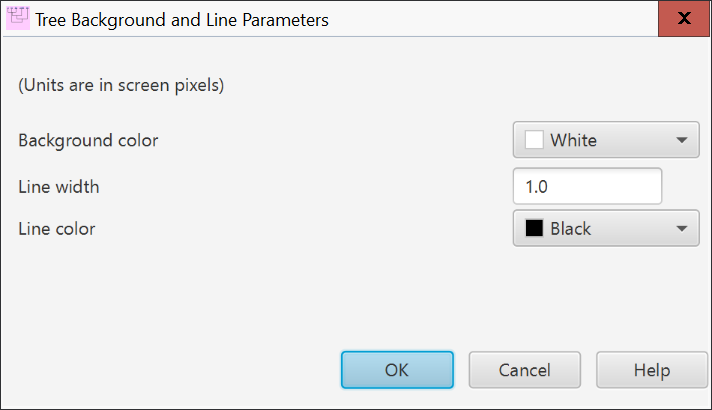 Tree Background and Line Parameters
X
(Units are in screen pixels)
Background color White
Line width 1.0
Line color Black
OK Cancel Help